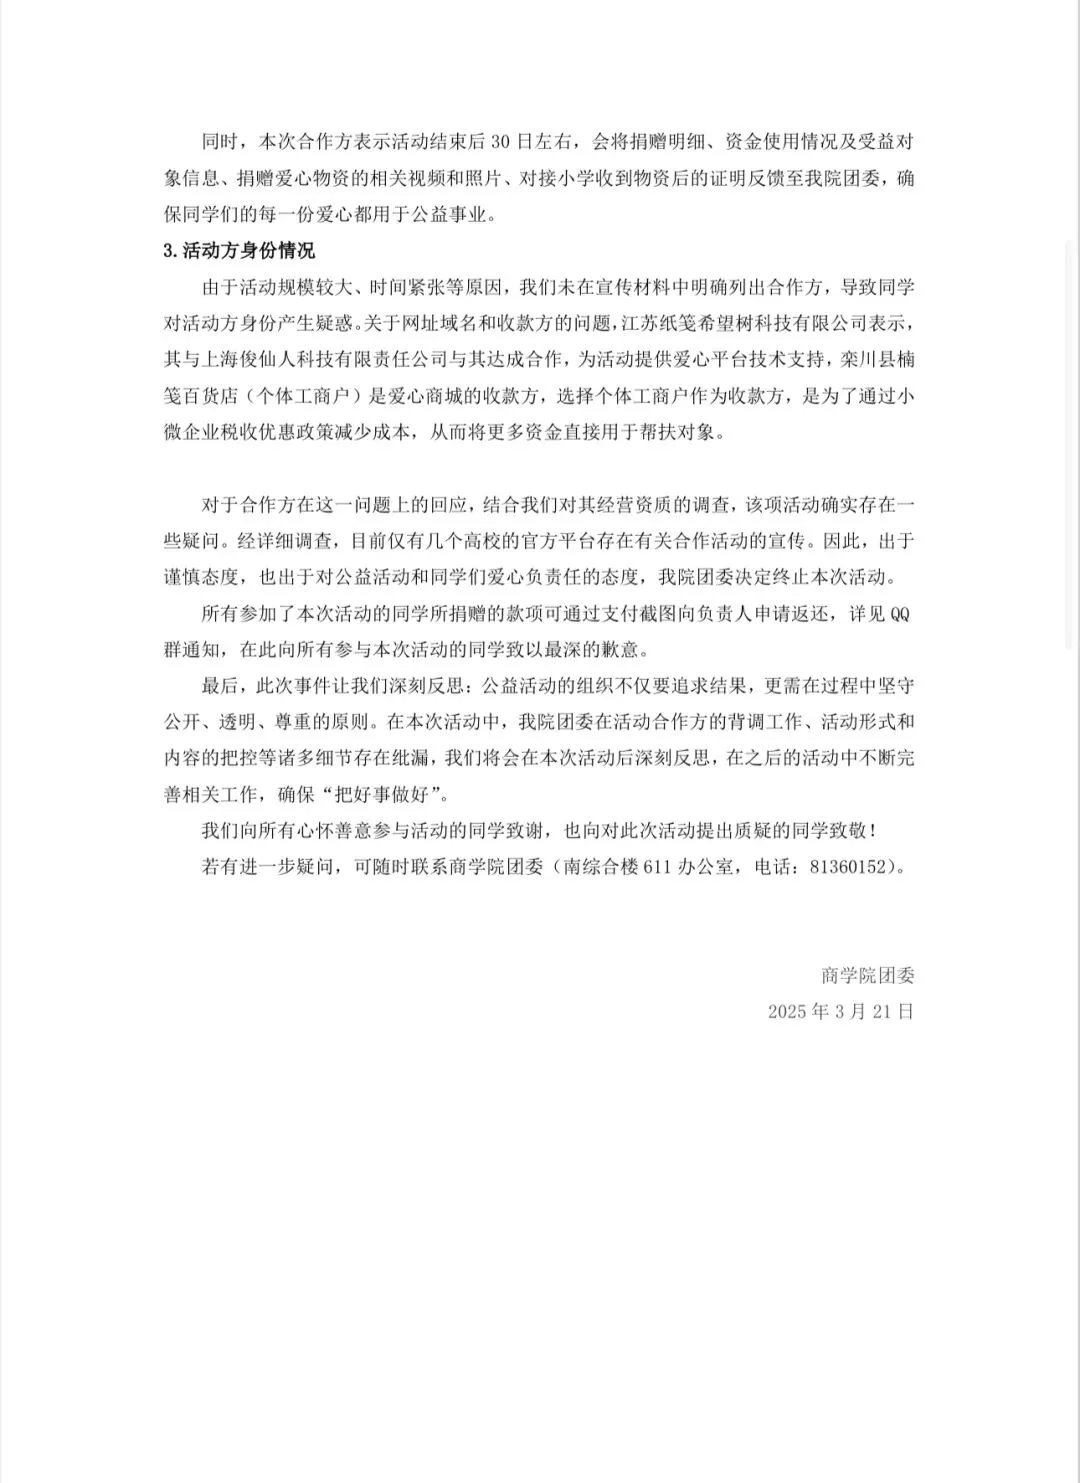 同时，本次合作方表示活动结束后 30 日左右，会将捐赠明细、资金使用情况及受益对
象信息、捐赠爱心物资的相关视频和照片、对接小学收到物资后的证明反馈至我院团委，确
保同学们的每一份爱心都用于公益事业。
3. 活动方身份情况
由于活动规模较大、时间紧张等原因，我们未在宣传材料中明确列出合作方，导致同学
对活动方身份产生疑惑。关于网址域名和收款方的问题，江苏纸笺希望树科技有限公司表示，
其与上海俊仙人科技有限责任公司与其达成合作，为活动提供爱心平台技术支持，栾川县楠
笺百货店（个体工商户）是爱心商城的收款方，选择个体工商户作为收款方，是为了通过小
微企业税收优惠政策减少成本，从而将更多资金直接用于帮扶对象。
对于合作方在这一问题上的回应，结合我们对其经营资质的调查，该项活动确实存在一
些疑问。经详细调查，目前仅有几个高校的官方平台存在有关合作活动的宣传。因此，出于
谨慎态度，也出于对公益活动和同学们爱心负责任的态度，我院团委决定终止本次活动。
所有参加了本次活动的同学所捐赠的款项可通过支付截图向负责人申请返还，详见 QQ
群通知，在此向所有参与本次活动的同学致以最深的歉意。
最后，此次事件让我们深刻反思：公益活动的组织不仅要追求结果，更需在过程中坚守
公开、透明、尊重的原则。在本次活动中，我院团委在活动合作方的背调工作、活动形式和
内容的把控等诸多细节存在纰漏，我们将会在本次活动后深刻反思，在之后的活动中不断完
善相关工作，确保“把好事做好”。
我们向所有心怀善意参与活动的同学致谢，也向对此次活动提出质疑的同学致敬！
若有进一步疑问，可随时联系商学院团委（南综合楼 611 办公室，电话：81360152）。
商学院团委
2025 年 3 月 21 日